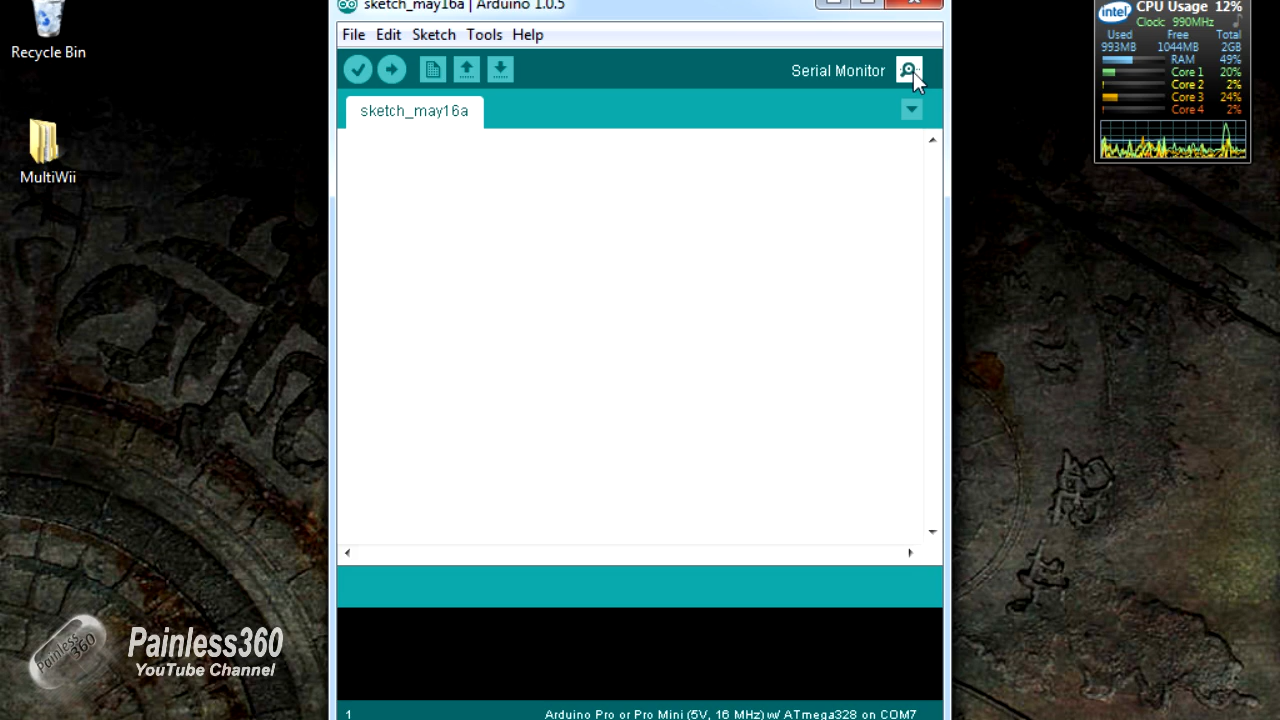 Recycle Bin
MultiWii
sketch_may16a | Arduino 1.0.5
File Edit Sketch Tools Help
Serial Monitor
sketch_may16a
1
Arduino Pro or Pro Mini (5V, 16 MHz) w/ ATmega328 on COM7
intel CPU Usage 12%
Clock: 990MHz
Used Free Total
993MB 1044MB 2GB
RAM 49%
Core 1 20%
Core 2 2%
Core 3 24%
Core 4 2%
Painless360
Painless360
YouTube Channel